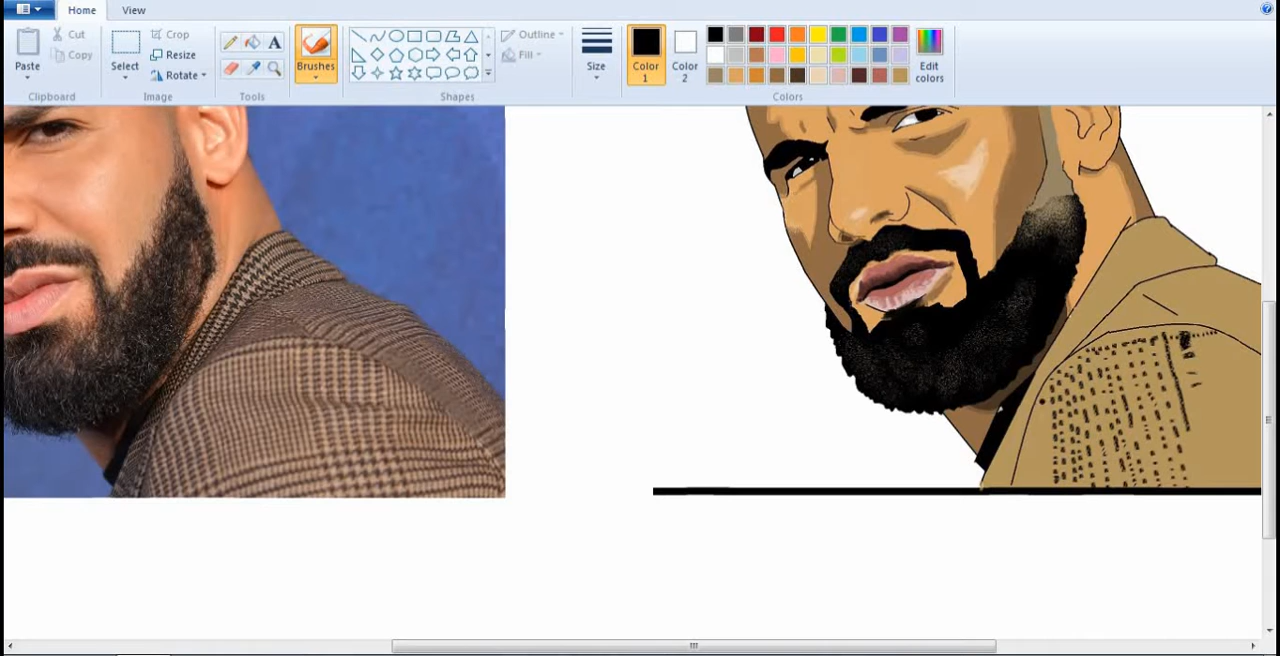 Home View
Cut
Copy
Paste
Clipboard
Select
Crop
Resize
Rotate
Image
A
Tools
Brushes
Shapes
Outline
Fill
Size
Color
1
Color
2
Edit
colors
Colors